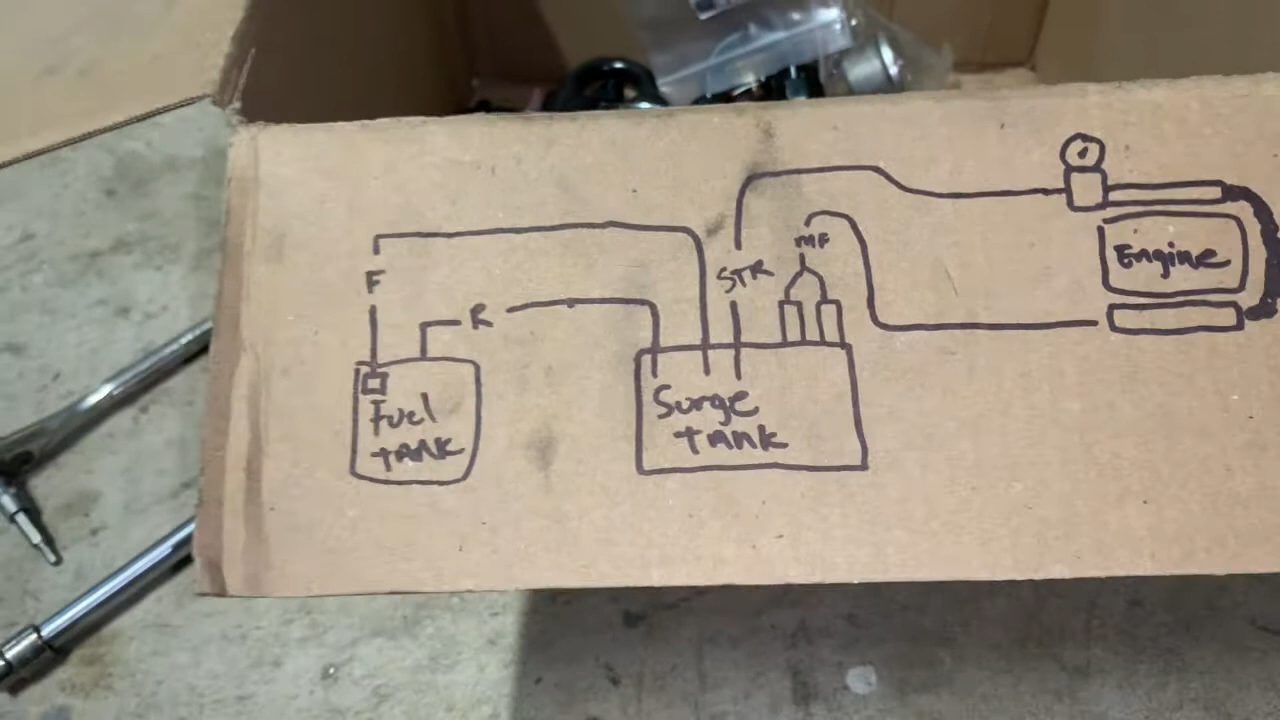 F
R
STR
MF
Engine
Fuel
TANK
Surge
TANK